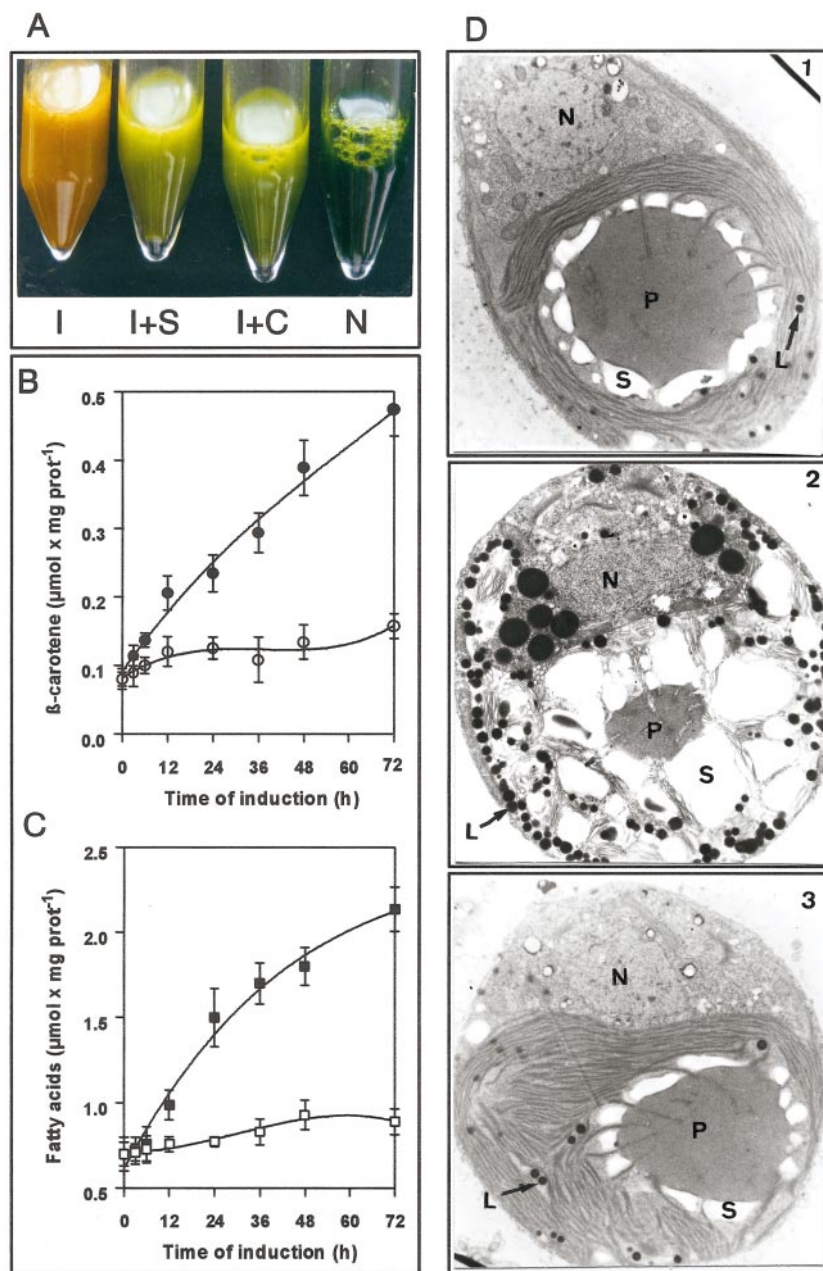 A
I I+S I+C N
B
ß-carotene (µmol x mg prot⁻¹)
0.5
0.4
0.3
0.2
0.1
0.0
0 12 24 36 48 60 72
Time of induction (h)
C
Fatty acids (µmol x mg prot⁻¹)
2.5
2.0
1.5
1.0
0.5
0 12 24 36 48 60 72
Time of induction (h)
D
1
N
P
L
S
2
N
P
S
L
3
N
P
L
S